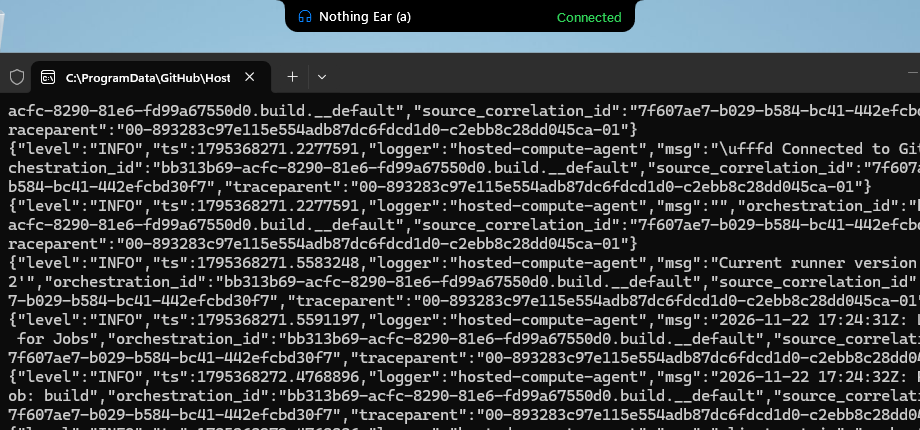 Nothing Ear (a) Connected
C:\ProgramData\GitHub\Host
acfc-8290-81e6-fd99a67550d0.build.__default","source_correlation_id":"7f607ae7-b029-b584-bc41-442efcbd
raceparent":"00-893283c97e115e554adb87dc6fdcd1d0-c2ebb8c28dd045ca-01"}
{"level":"INFO","ts":1795368271.2277591,"logger":"hosted-compute-agent","msg":"\ufffd Connected to Git
chestration_id":"bb313b69-acfc-8290-81e6-fd99a67550d0.build.__default","source_correlation_id":"7f607a
b584-bc41-442efcbd30f7","traceparent":"00-893283c97e115e554adb87dc6fdcd1d0-c2ebb8c28dd045ca-01"}
{"level":"INFO","ts":1795368271.2277591,"logger":"hosted-compute-agent","msg":"","orchestration_id":"b
acfc-8290-81e6-fd99a67550d0.build.__default","source_correlation_id":"7f607ae7-b029-b584-bc41-442efcbd
raceparent":"00-893283c97e115e554adb87dc6fdcd1d0-c2ebb8c28dd045ca-01"}
{"level":"INFO","ts":1795368271.5583248,"logger":"hosted-compute-agent","msg":"Current runner version
2'","orchestration_id":"bb313b69-acfc-8290-81e6-fd99a67550d0.build.__default","source_correlation_id"
7-b029-b584-bc41-442efcbd30f7","traceparent":"00-893283c97e115e554adb87dc6fdcd1d0-c2ebb8c28dd045ca-01"
{"level":"INFO","ts":1795368271.5591197,"logger":"hosted-compute-agent","msg":"2026-11-22 17:24:31Z:
for Jobs","orchestration_id":"bb313b69-acfc-8290-81e6-fd99a67550d0.build.__default","source_correlati
7f607ae7-b029-b584-bc41-442efcbd30f7","traceparent":"00-893283c97e115e554adb87dc6fdcd1d0-c2ebb8c28dd04
{"level":"INFO","ts":1795368272.4768896,"logger":"hosted-compute-agent","msg":"2026-11-22 17:24:32Z:
ob: build","orchestration_id":"bb313b69-acfc-8290-81e6-fd99a67550d0.build.__default","source_correlati
7f607ae7-b029-b584-bc41-442efcbd30f7","traceparent":"00-893283c97e115e554adb87dc6fdcd1d0-c2ebb8c28dd04